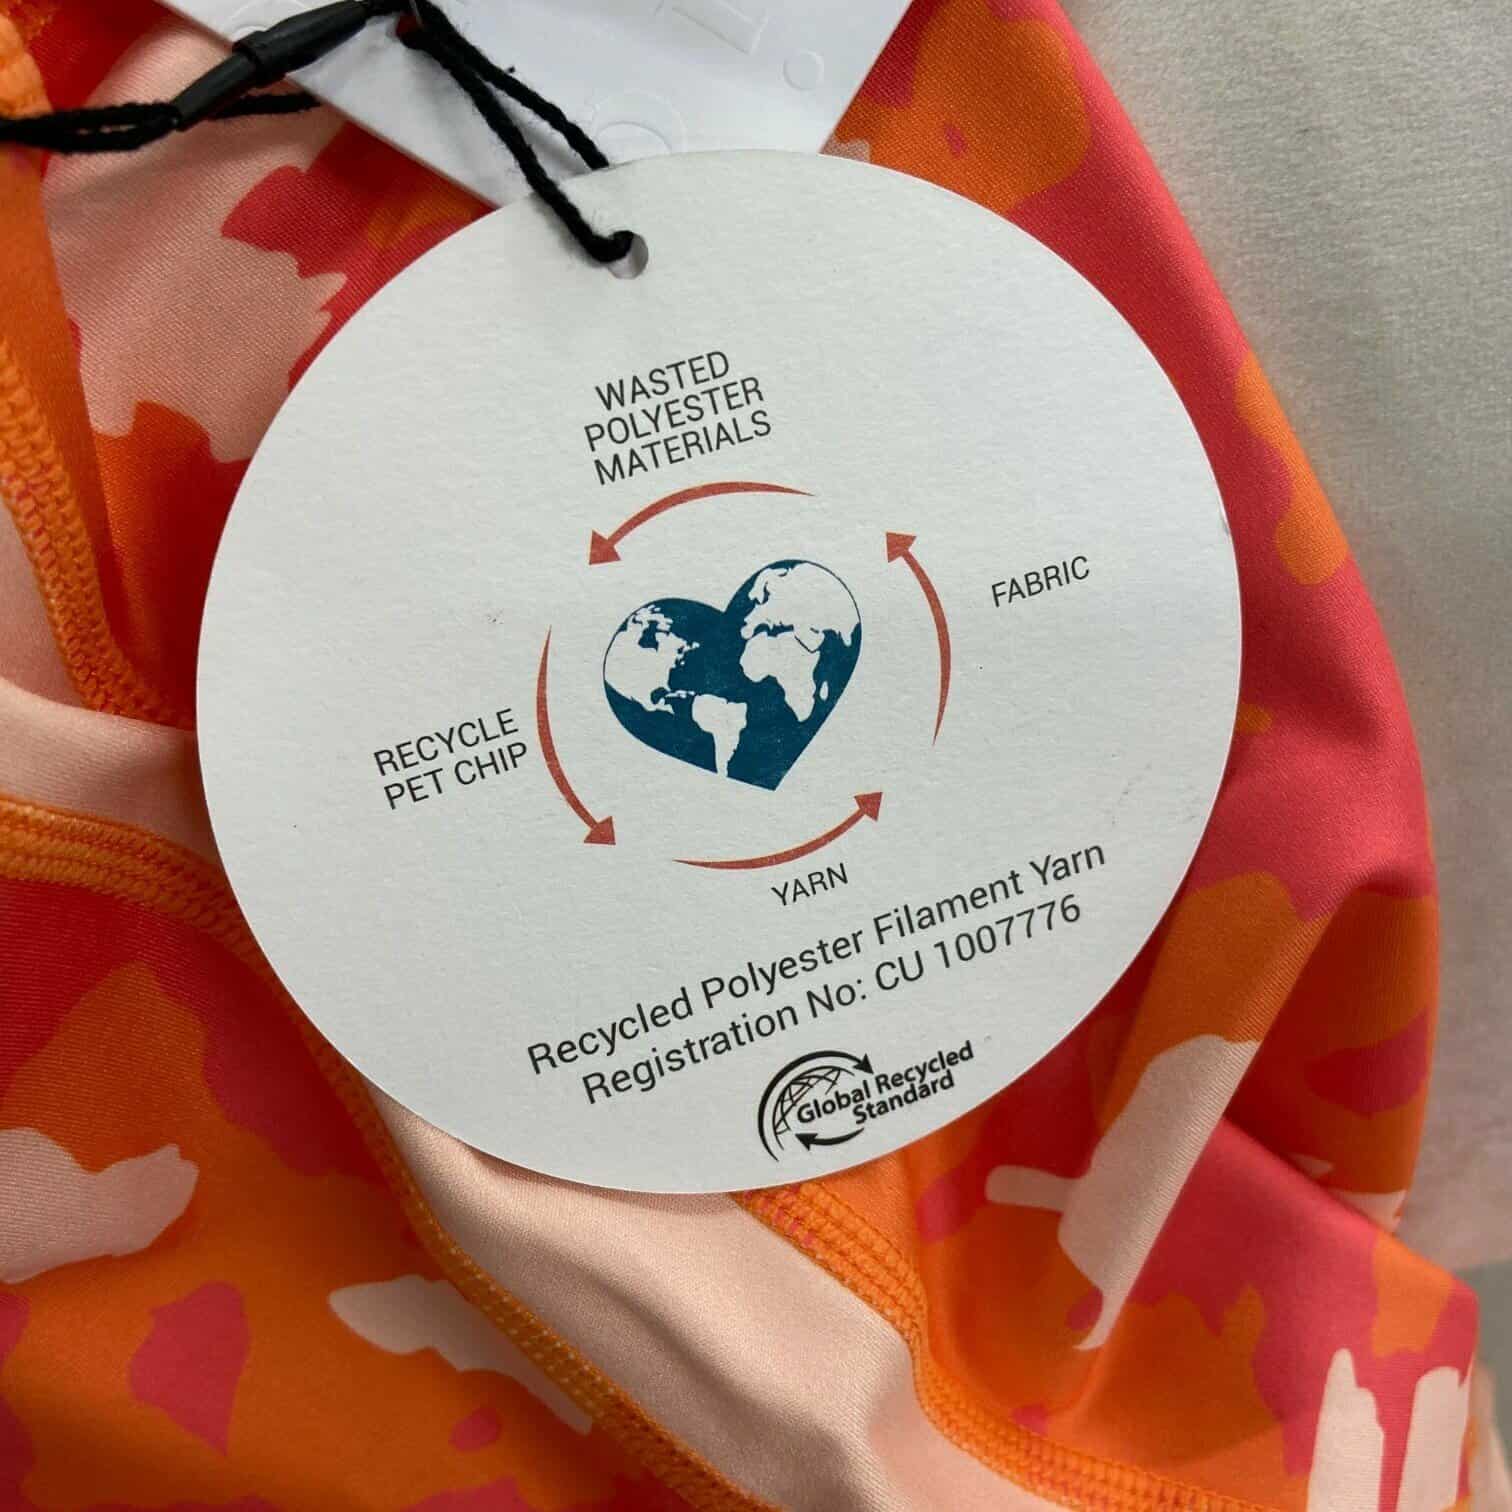 WASTED
POLYESTER
MATERIALS
FABRIC
RECYCLE
PET CHIP
YARN
Recycled Polyester Filament Yarn
Registration No: CU 1007776
Global Recycled
Standard